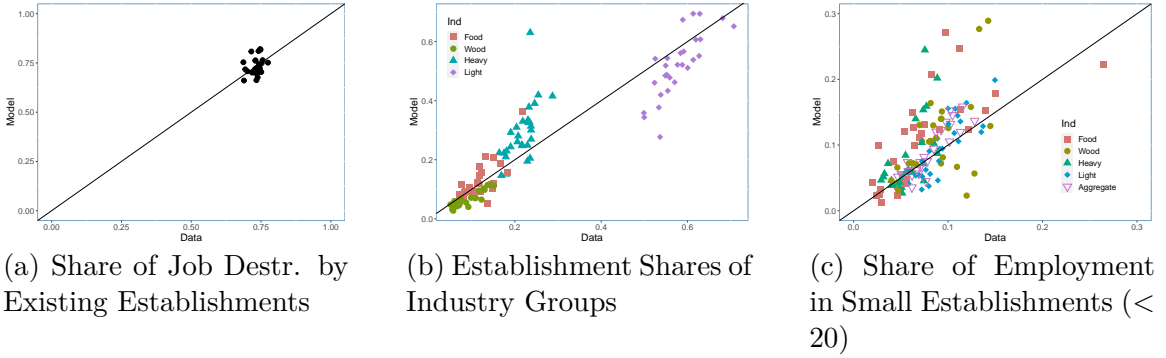 1.00
0.75
0.50
0.25
0.00
Model
0.00 0.25 0.50 0.75 1.00
Data
(a) Share of Job Destr. by
Existing Establishments
0.6
0.4
0.2
0.0
Model
Ind
Food
Wood
Heavy
Light
0.2 0.4 0.6
Data
(b) Establishment Shares of
Industry Groups
0.3
0.2
0.1
0.0
Model
Ind
Food
Wood
Heavy
Light
Aggregate
0.0 0.1 0.2 0.3
Data
(c) Share of Employment
in Small Establishments (<
20)